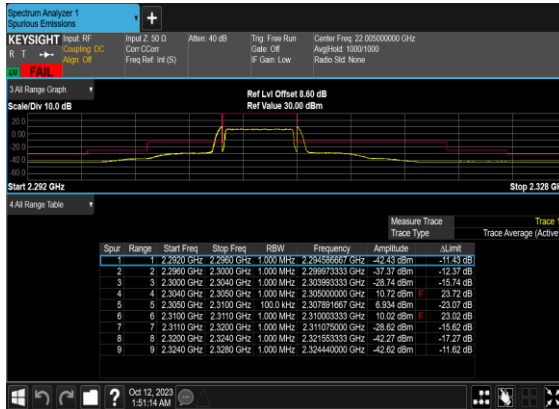 Spectrum Analyzer 1
Spurious Emissions
KEYSIGHT Input: RF Input Z: 50 Ω Atten: 40 dB Trig: Free Run Center Freq: 22.005000000 GHz
R T Coupling: DC Corr CCorr Gate: Off Avg|Hold: 1000/1000
Align: Off Freq Ref: Int (S) IF Gain: Low Radio Std: None
FAIL
3 All Range Graph Ref Lvl Offset 8.60 dB
Scale/Div 10.0 dB Ref Value 30.00 dBm
20.0
0.00
-20.0
-40.0
-60.0
Start 2.292 GHz Stop 2.328 GH
4 All Range Table
Measure Trace Trace 1
Trace Type Trace Average (Active
Spur Range Start Freq Stop Freq RBW Frequency Amplitude ΔLimit
1 1 2.2920 GHz 2.2960 GHz 1.000 MHz 2.294586667 GHz -42.43 dBm -11.43 dB
2 2 2.2960 GHz 2.3000 GHz 1.000 MHz 2.299973333 GHz -37.37 dBm -12.37 dB
3 3 2.3000 GHz 2.3040 GHz 1.000 MHz 2.303993333 GHz -28.74 dBm -15.74 dB
4 4 2.3040 GHz 2.3050 GHz 1.000 MHz 2.305000000 GHz 10.72 dBm F 23.72 dB
5 5 2.3050 GHz 2.3100 GHz 100.0 kHz 2.307891667 GHz 6.934 dBm -23.07 dB
6 6 2.3100 GHz 2.3110 GHz 1.000 MHz 2.310003333 GHz 10.02 dBm F 23.02 dB
7 7 2.3110 GHz 2.3200 GHz 1.000 MHz 2.311075000 GHz -28.62 dBm -15.62 dB
8 8 2.3200 GHz 2.3240 GHz 1.000 MHz 2.321553333 GHz -42.27 dBm -17.27 dB
9 9 2.3240 GHz 2.3280 GHz 1.000 MHz 2.324440000 GHz -42.62 dBm -11.62 dB
Oct 12, 2023
1:51:14 AM